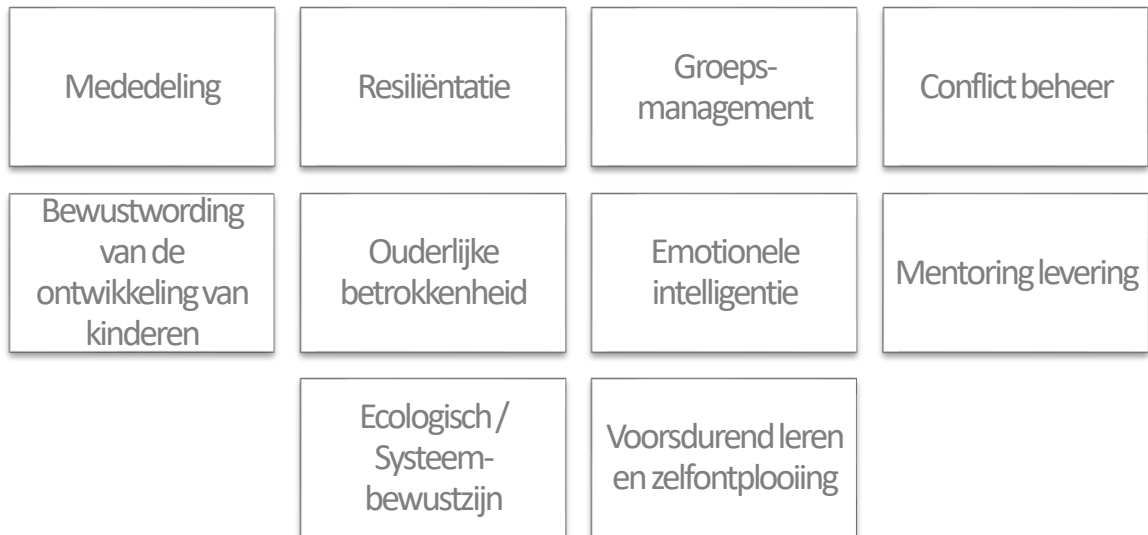 Mededeling
Resiliëntatie
Groeps-
management
Conflict beheer
Bewustwording
van de
ontwikkeling van
kinderen
Ouderlijke
betrokkenheid
Emotionele
intelligentie
Mentoring levering
Ecologisch /
Systeem-
bewustzijn
Voorsdurend leren
en zelfontplooiing